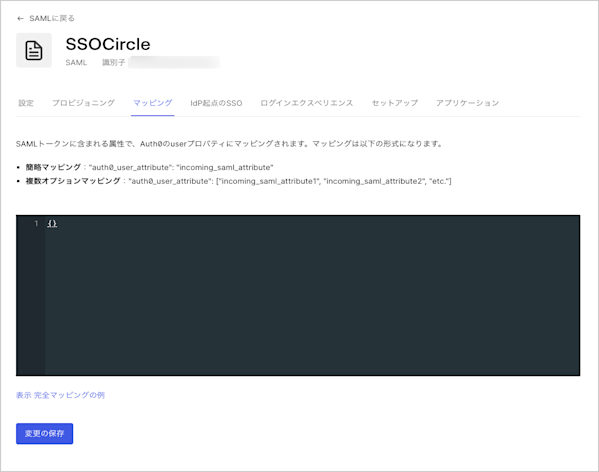 ← SAMLに戻る
SSOCircle
SAML 識別子
設定 プロビジョニング マッピング IdP起点のSSO ログインエクスペリエンス セットアップ アプリケーション
SAMLトークンに含まれる属性で、Auth0のuserプロパティにマッピングされます。マッピングは以下の形式になります。
• 簡略マッピング："auth0_user_attribute": "incoming_saml_attribute"
• 複数オプションマッピング："auth0_user_attribute": ["incoming_saml_attribute1", "incoming_saml_attribute2", "etc."]
1 {}
表示 完全マッピングの例
変更の保存